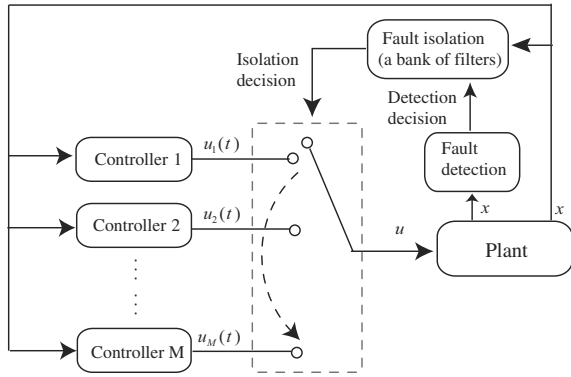 Fault isolation
(a bank of filters)
Isolation
decision
Detection
decision
Fault
detection
Controller 1
u₁(t)
Controller 2
u₂(t)
u
x
x
Plant
Controller M
u_M(t)